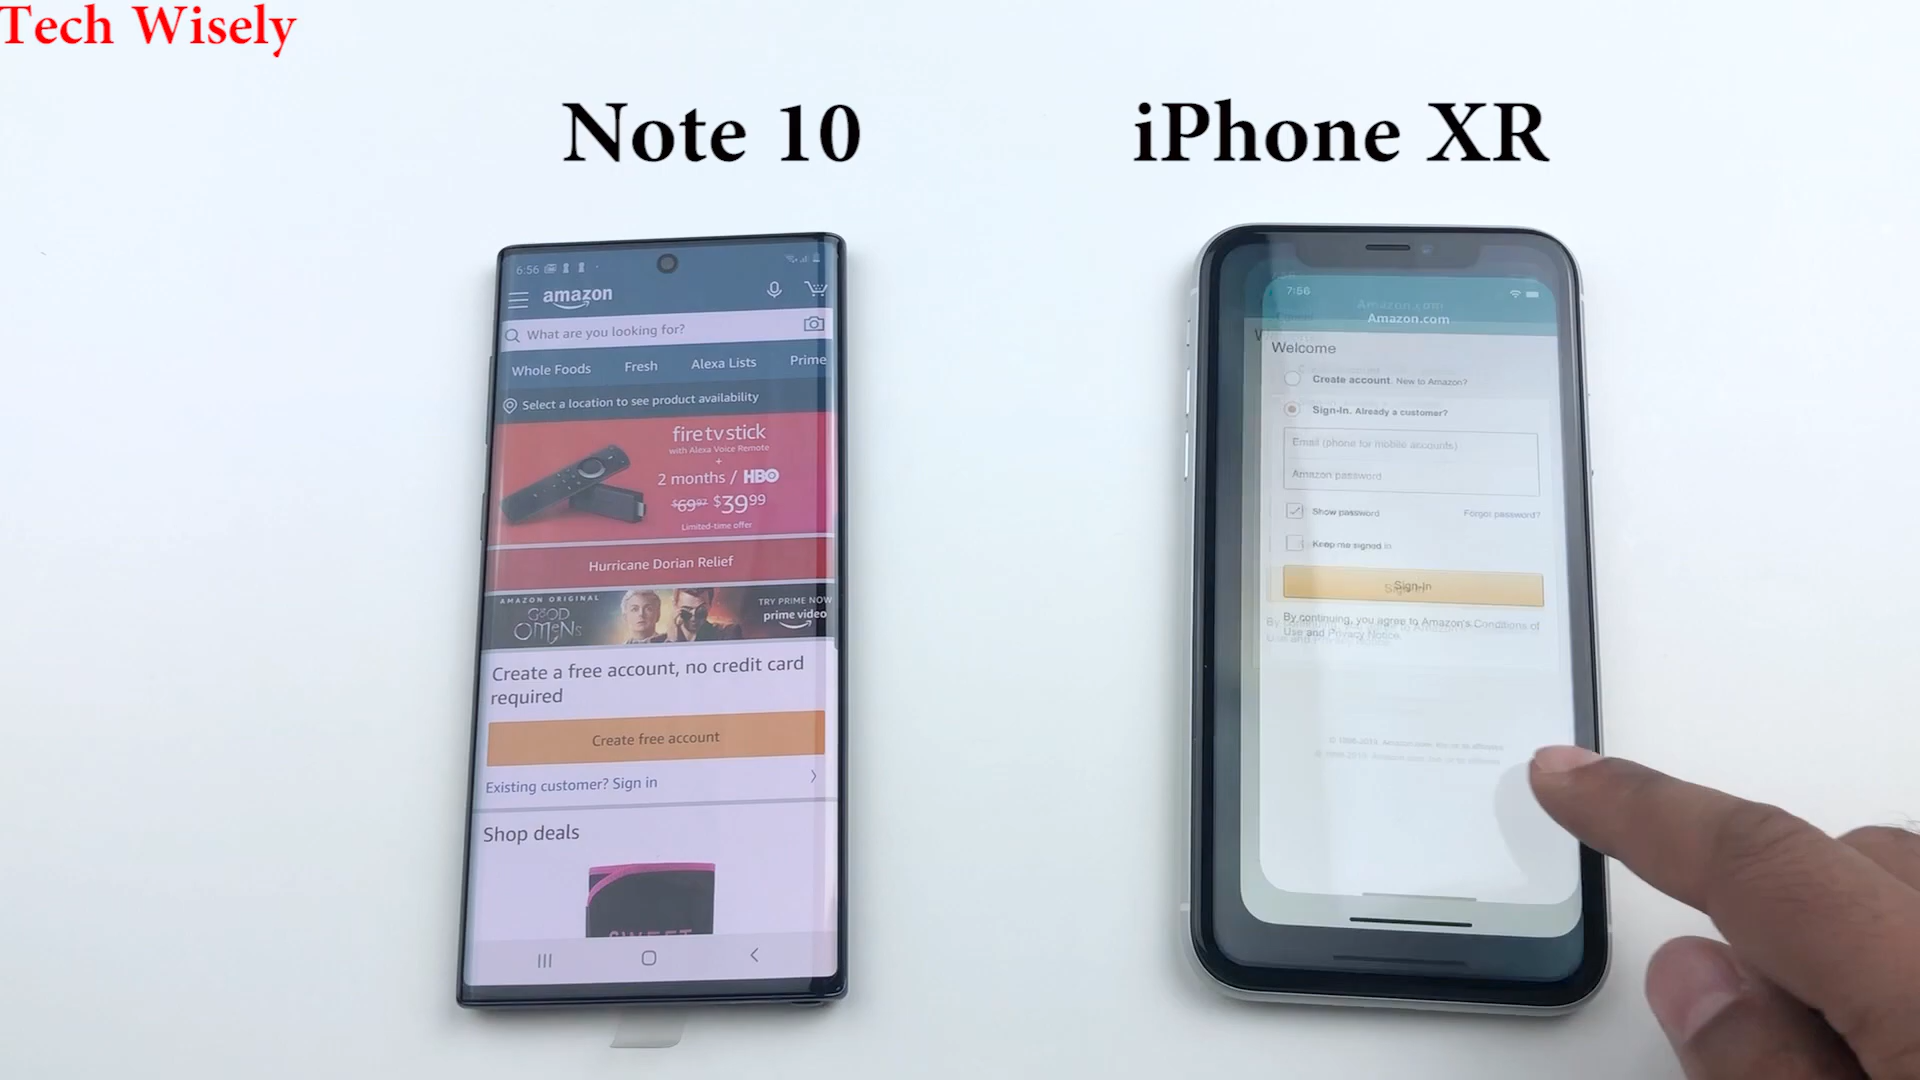 Tech Wisely
Note 10
iPhone XR
6:56
amazon
What are you looking for?
Whole Foods Fresh Alexa Lists Prime
Select a location to see product availability
fire tv stick
with Alexa Voice Remote
+
2 months / HBO
$69.97 $39.99
Limited-time offer
Hurricane Dorian Relief
AMAZON ORIGINAL
GOOD
OMENS
TRY PRIME NOW
prime video
Create a free account, no credit card
required
Create free account
Existing customer? Sign in
Shop deals
SWEET
7:56
Amazon.com
Welcome
Create account. New to Amazon?
Sign-In. Already a customer?
Email (phone for mobile accounts)
Amazon password
Show password Forgot password?
Keep me signed in
Sign-In
By continuing, you agree to Amazon's Conditions of
Use and Privacy Notice.